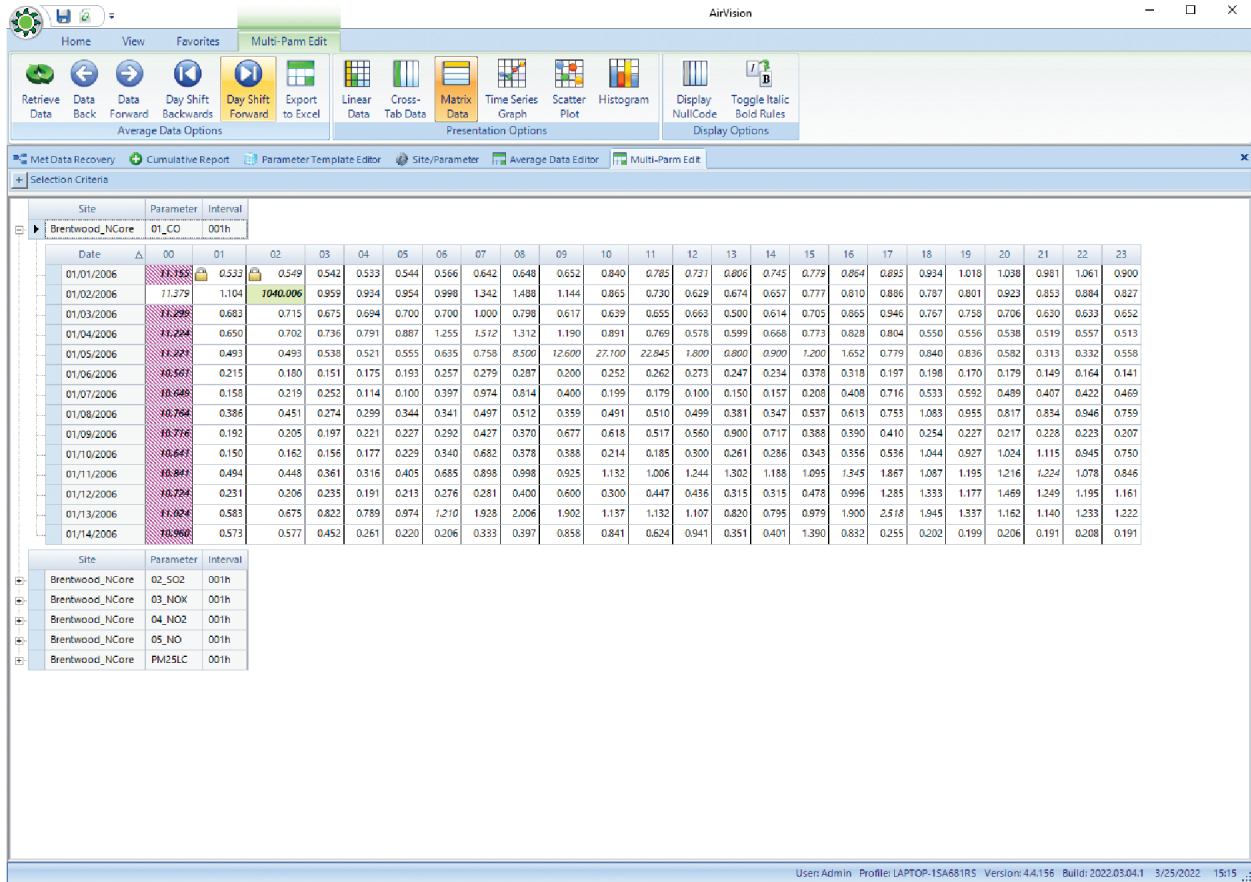 AirVision
Home View Favorites Multi-Parm Edit
Retrieve Data Data Back Data Forward Day Shift Backwards Day Shift Forward Export to Excel Linear Data Cross-Tab Data Matrix Data Time Series Graph Scatter Plot Histogram Display NullCode Toggle Italic Bold Rules
Average Data Options Presentation Options Display Options
Met Data Recovery Cumulative Report Parameter Template Editor Site/Parameter Average Data Editor Multi-Parm Edit
Selection Criteria
Site Parameter Interval
Brentwood_NCore 01_CO 001h
Date 00 01 02 03 04 05 06 07 08 09 10 11 12 13 14 15 16 17 18 19 20 21 22 23
01/01/2006 11.155 0.533 0.549 0.542 0.533 0.544 0.566 0.642 0.648 0.652 0.840 0.785 0.731 0.806 0.745 0.779 0.864 0.895 0.934 1.018 1.038 0.981 1.061 0.900
01/02/2006 11.379 1.104 1040.006 0.959 0.934 0.954 0.998 1.342 1.488 1.144 0.865 0.730 0.629 0.674 0.657 0.777 0.810 0.886 0.787 0.801 0.923 0.853 0.884 0.827
01/03/2006 11.299 0.683 0.715 0.675 0.694 0.700 0.700 1.000 0.798 0.617 0.639 0.655 0.663 0.500 0.614 0.705 0.865 0.946 0.767 0.758 0.706 0.630 0.633 0.652
01/04/2006 11.224 0.650 0.702 0.736 0.791 0.887 1.255 1.512 1.312 1.190 0.891 0.769 0.578 0.599 0.668 0.773 0.828 0.804 0.550 0.556 0.538 0.519 0.557 0.513
01/05/2006 11.221 0.493 0.493 0.538 0.521 0.555 0.635 0.758 8.500 12.600 27.100 22.845 1.800 0.800 0.900 1.200 1.652 0.779 0.840 0.836 0.582 0.313 0.332 0.558
01/06/2006 10.561 0.215 0.180 0.151 0.175 0.193 0.257 0.279 0.287 0.200 0.252 0.262 0.273 0.247 0.234 0.378 0.318 0.197 0.198 0.170 0.179 0.149 0.164 0.141
01/07/2006 10.649 0.158 0.219 0.252 0.114 0.100 0.397 0.974 0.814 0.400 0.199 0.179 0.100 0.150 0.157 0.208 0.408 0.716 0.533 0.592 0.489 0.407 0.422 0.469
01/08/2006 10.764 0.386 0.451 0.274 0.299 0.344 0.341 0.497 0.512 0.359 0.491 0.510 0.499 0.381 0.347 0.537 0.613 0.753 1.083 0.955 0.817 0.834 0.946 0.759
01/09/2006 10.716 0.192 0.205 0.197 0.221 0.227 0.292 0.427 0.370 0.677 0.618 0.517 0.560 0.900 0.717 0.388 0.390 0.410 0.254 0.227 0.217 0.228 0.223 0.207
01/10/2006 10.641 0.150 0.162 0.156 0.177 0.229 0.340 0.682 0.378 0.388 0.214 0.185 0.300 0.261 0.286 0.343 0.356 0.536 1.044 0.927 1.024 1.115 0.945 0.750
01/11/2006 10.841 0.494 0.448 0.361 0.316 0.405 0.685 0.898 0.998 0.925 1.132 1.006 1.244 1.302 1.188 1.095 1.345 1.867 1.087 1.195 1.216 1.224 1.078 0.846
01/12/2006 10.724 0.231 0.206 0.235 0.191 0.213 0.276 0.281 0.400 0.600 0.300 0.447 0.436 0.315 0.315 0.478 0.996 1.285 1.333 1.177 1.469 1.249 1.195 1.161
01/13/2006 11.024 0.583 0.675 0.822 0.789 0.974 1.210 1.928 2.006 1.902 1.137 1.132 1.107 0.820 0.795 0.979 1.900 2.518 1.945 1.337 1.162 1.140 1.233 1.222
01/14/2006 10.960 0.573 0.577 0.452 0.261 0.220 0.206 0.333 0.397 0.858 0.841 0.624 0.941 0.351 0.401 1.390 0.832 0.255 0.202 0.199 0.206 0.191 0.208 0.191
Site Parameter Interval
Brentwood_NCore 02_SO2 001h
Brentwood_NCore 03_NOX 001h
Brentwood_NCore 04_NO2 001h
Brentwood_NCore 05_NO 001h
Brentwood_NCore PM25LC 001h
User: Admin Profile: LAPTOP-1SA681RS Version: 4.4.156 Build: 2022.03.04.1 3/25/2022 15:15